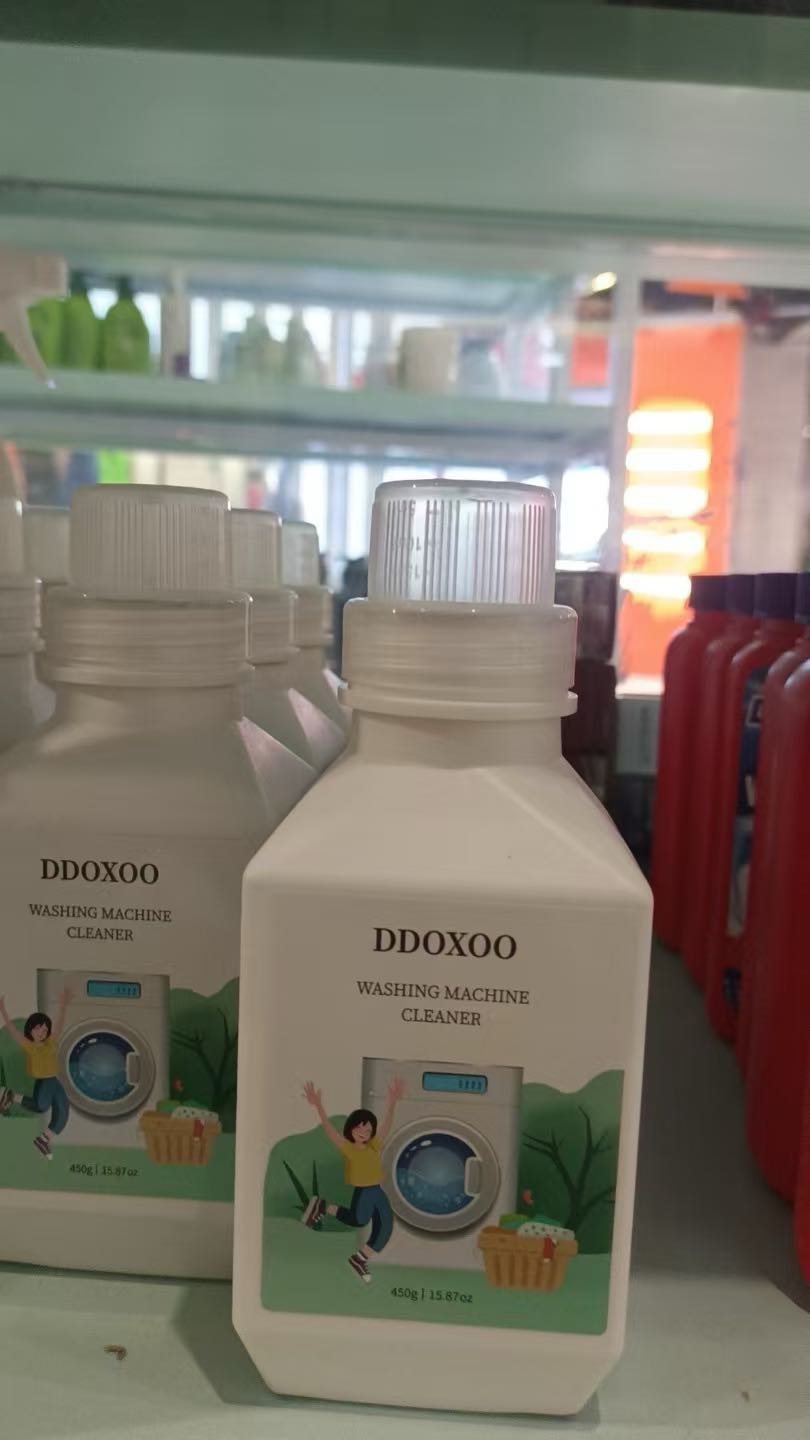 DDOXOO
WASHING MACHINE
CLEANER
450g | 15.87oz
DDOXOO
WASHING MACHINE
CLEANER
450g | 15.87oz